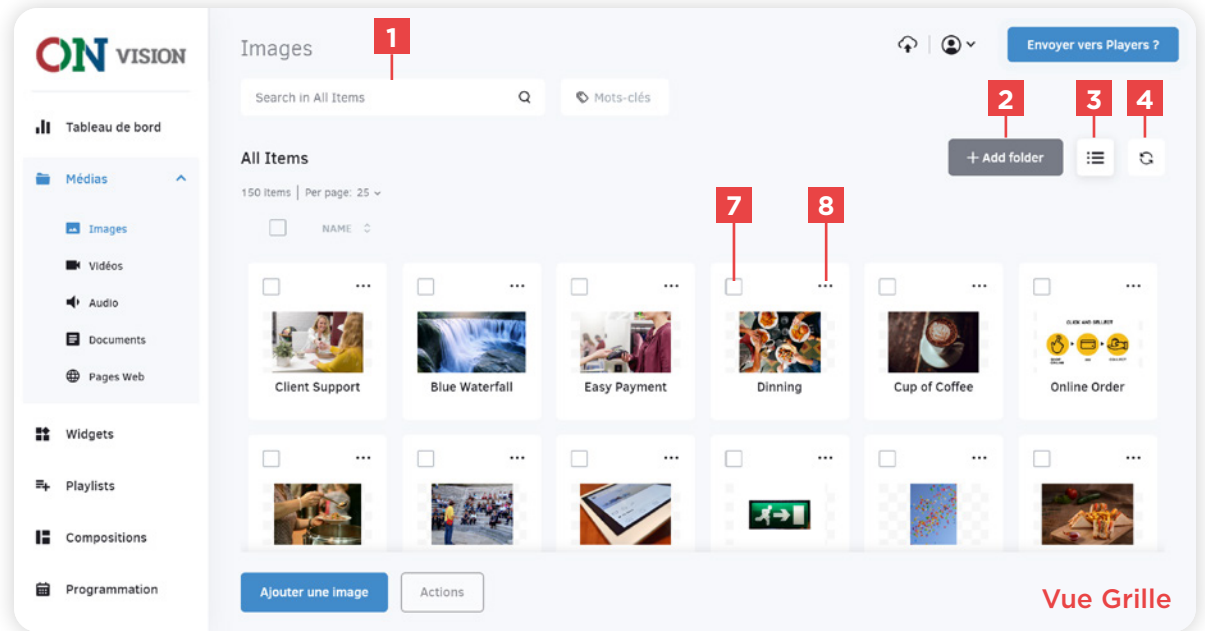 ON VISION
Tableau de bord
Médias
Images
Vidéos
Audio
Documents
Pages Web
Widgets
Playlists
Compositions
Programmation
Images
1
Envoyer vers Players ?
Search in All Items
Mots-clés
2
3
4
All Items
+ Add folder
150 items | Per page: 25
7
8
NAME
Client Support
Blue Waterfall
Easy Payment
Dinning
Cup of Coffee
CLICK AND COLLECT
Online Order
Ajouter une image
Actions
Vue Grille